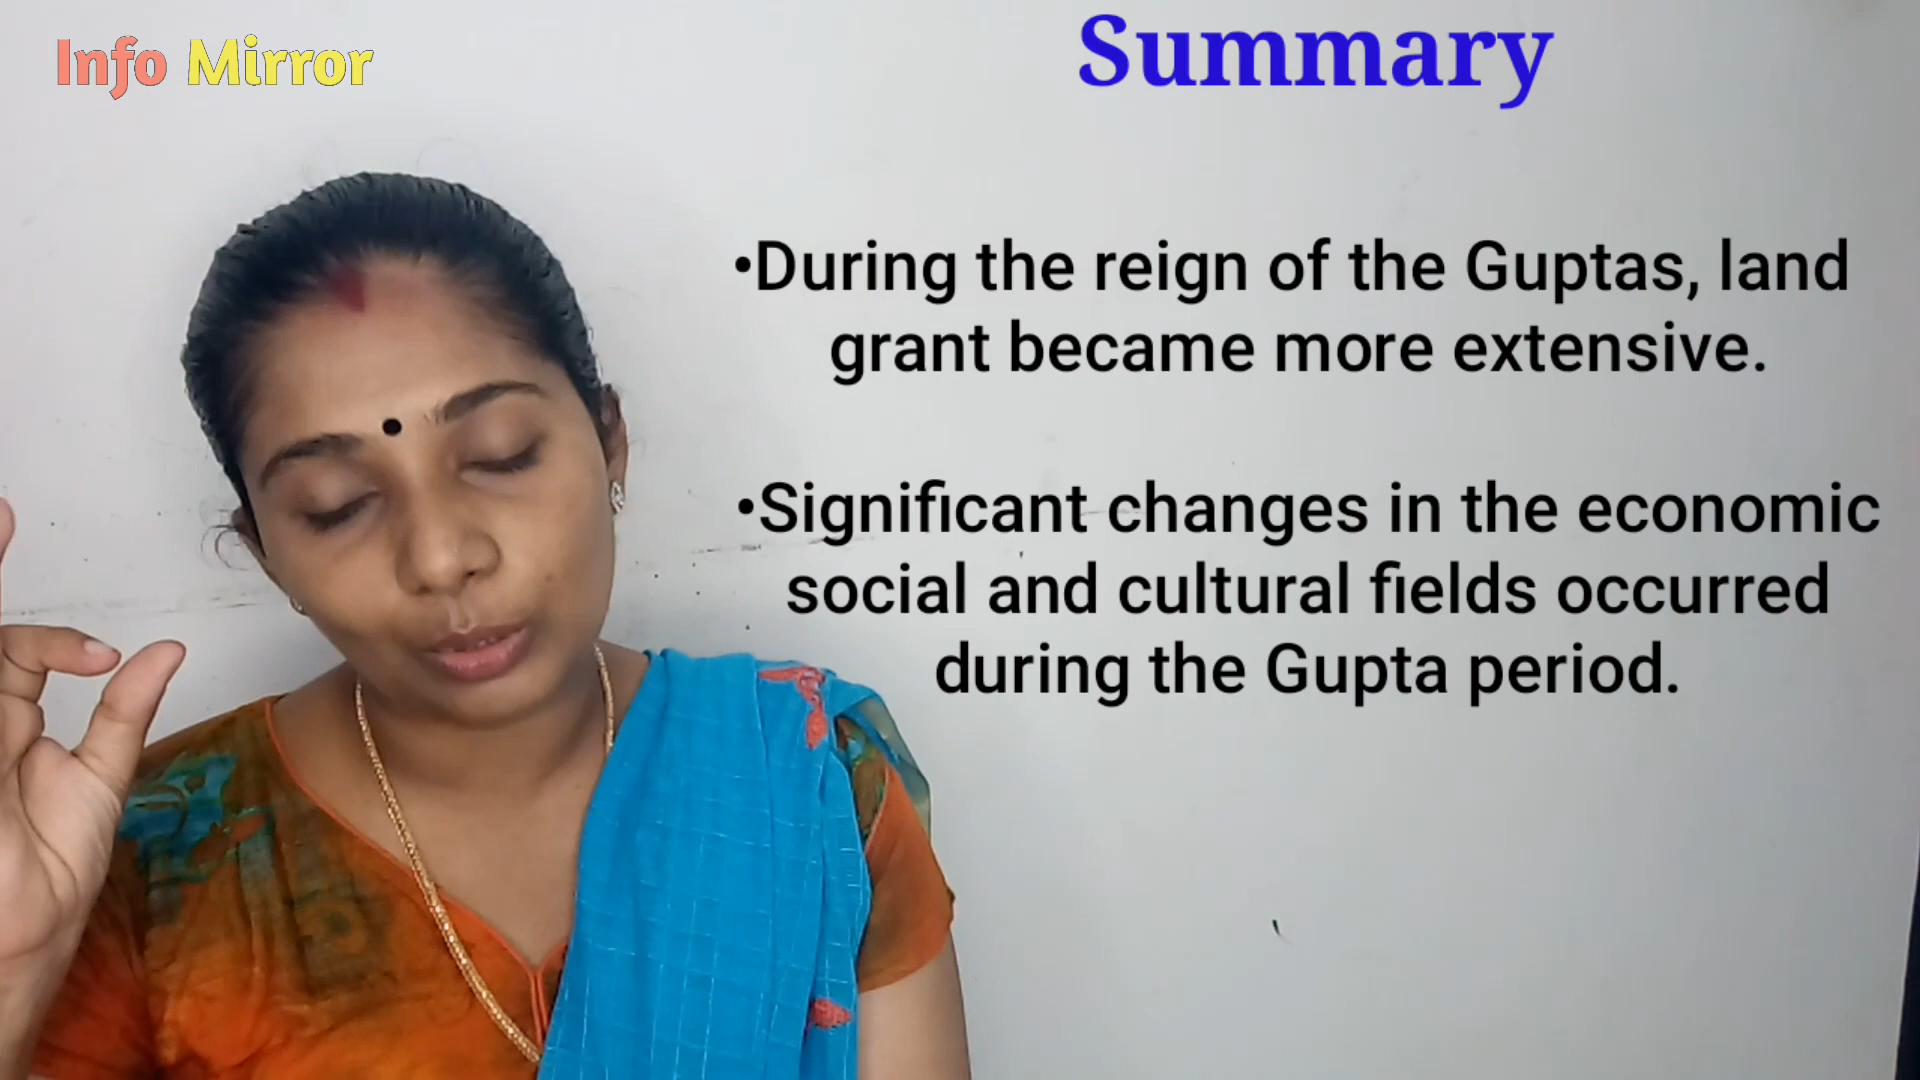 Info Mirror
Summary
•During the reign of the Guptas, land
grant became more extensive.
•Significant changes in the economic
social and cultural fields occurred
during the Gupta period.